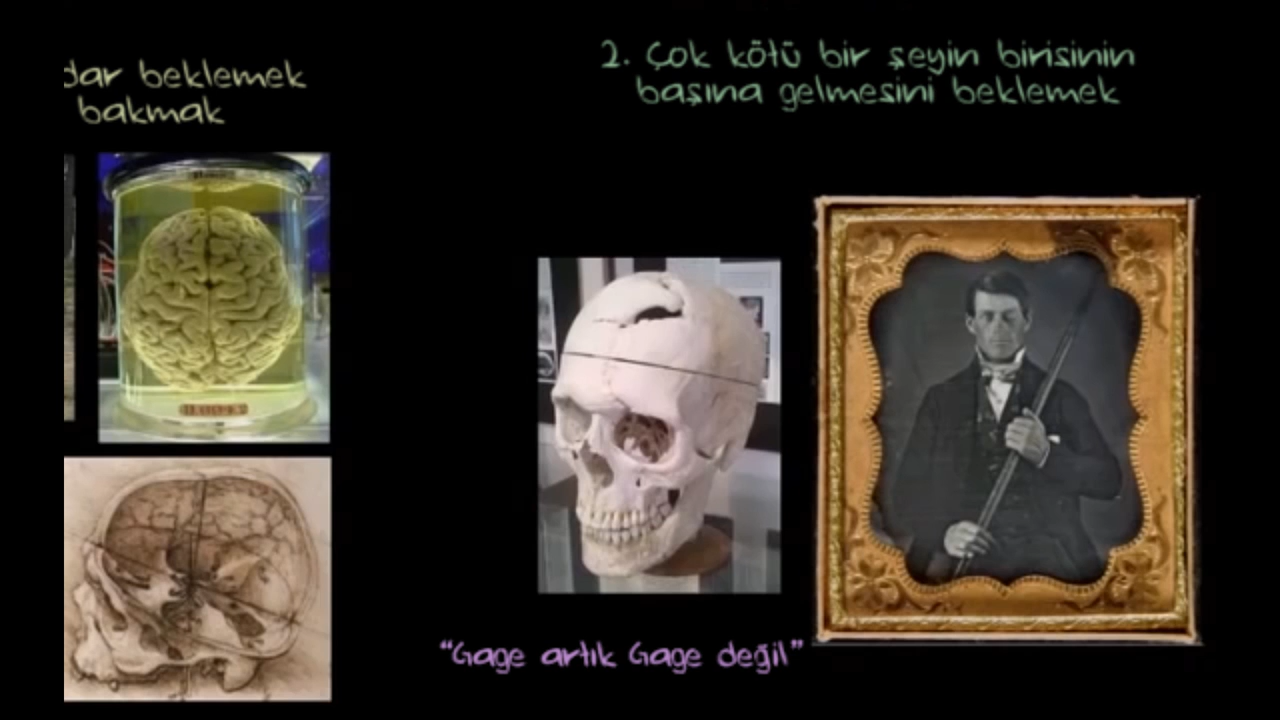 dar beklemek
bakmak
2. Çok kötü bir şeyin birisinin
başına gelmesini beklemek
"Gage artık Gage değil"